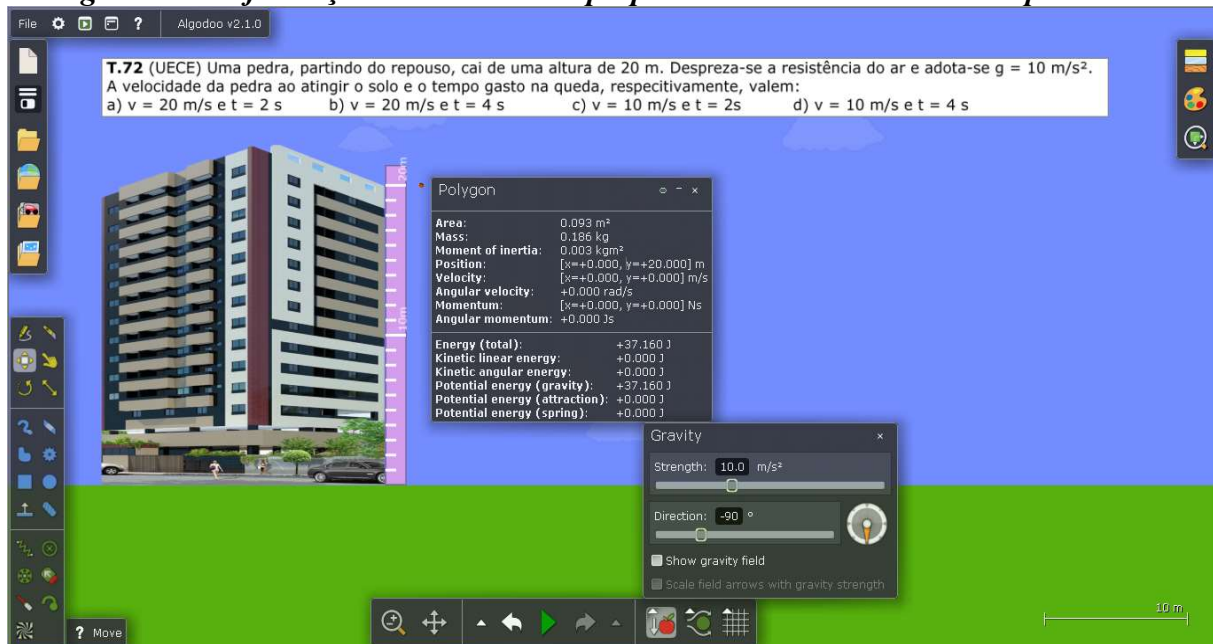 File ? Algodoo v2.1.0
T.72 (UECE) Uma pedra, partindo do repouso, cai de uma altura de 20 m. Despreza-se a resistência do ar e adota-se g = 10 m/s².
A velocidade da pedra ao atingir o solo e o tempo gasto na queda, respecitivamente, valem:
a) v = 20 m/s e t = 2 s b) v = 20 m/s e t = 4 s c) v = 10 m/s e t = 2s d) v = 10 m/s e t = 4 s
20m
10m
Polygon
Area: 0.093 m²
Mass: 0.186 kg
Moment of inertia: 0.003 kgm²
Position: [x=+0.000, y=+20.000] m
Velocity: [x=+0.000, y=+0.000] m/s
Angular velocity: +0.000 rad/s
Momentum: [x=+0.000, y=+0.000] Ns
Angular momentum: +0.000 Js
Energy (total): +37.160 J
Kinetic linear energy: +0.000 J
Kinetic angular energy: +0.000 J
Potential energy (gravity): +37.160 J
Potential energy (attraction): +0.000 J
Potential energy (spring): +0.000 J
Gravity
Strength: 10.0 m/s²
Direction: -90 °
Show gravity field
Scale field arrows with gravity strength
10 m
? Move